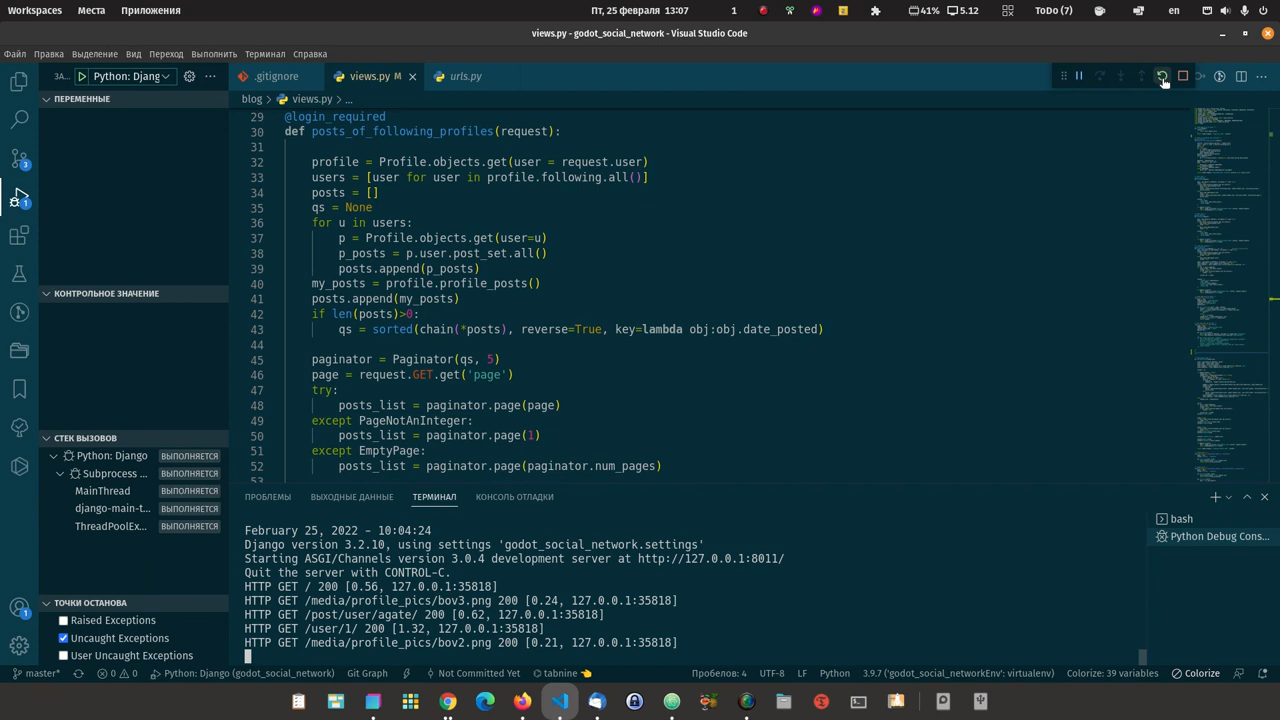 Workspaces Места Приложения Пт, 25 февраля 13:07 1 41% 5.12 ToDo (7) en
views.py - godot_social_network - Visual Studio Code
Файл Правка Выделение Вид Переход Выполнить Терминал Справка
ЗА... Python: Djang ··· .gitignore views.py M urls.py
ПЕРЕМЕННЫЕ
blog > views.py > ...
29 @login_required
30 def posts_of_following_profiles(request):
31
32 profile = Profile.objects.get(user = request.user)
33 users = [user for user in profile.following.all()]
34 posts = []
35 qs = None
36 for u in users:
37 p = Profile.objects.get(user=u)
38 p_posts = p.user.post_set.all()
39 posts.append(p_posts)
40 my_posts = profile.profile_posts()
41 posts.append(my_posts)
42 if len(posts)>0:
43 qs = sorted(chain(*posts), reverse=True, key=lambda obj:obj.date_posted)
44
45 paginator = Paginator(qs, 5)
46 page = request.GET.get('page')
47 try:
48 posts_list = paginator.page(page)
49 except PageNotAnInteger:
50 posts_list = paginator.page(1)
51 except EmptyPage:
52 posts_list = paginator.page(paginator.num_pages)
53
3
1
КОНТРОЛЬНОЕ ЗНАЧЕНИЕ
СТЕК ВЫЗОВОВ
Python: Django ВЫПОЛНЯЕТСЯ
Subprocess ... ВЫПОЛНЯЕТСЯ
MainThread ВЫПОЛНЯЕТСЯ
django-main-t... ВЫПОЛНЯЕТСЯ
ThreadPoolEx... ВЫПОЛНЯЕТСЯ
ТОЧКИ ОСТАНОВА
Raised Exceptions
Uncaught Exceptions
User Uncaught Exceptions
1
ПРОБЛЕМЫ ВЫХОДНЫЕ ДАННЫЕ ТЕРМИНАЛ КОНСОЛЬ ОТЛАДКИ
February 25, 2022 - 10:04:24
Django version 3.2.10, using settings 'godot_social_network.settings'
Starting ASGI/Channels version 3.0.4 development server at http://127.0.0.1:8011/
Quit the server with CONTROL-C.
HTTP GET / 200 [0.56, 127.0.0.1:35818]
HTTP GET /media/profile_pics/bov3.png 200 [0.24, 127.0.0.1:35818]
HTTP GET /post/user/agate/ 200 [0.62, 127.0.0.1:35818]
HTTP GET /user/1/ 200 [1.32, 127.0.0.1:35818]
HTTP GET /media/profile_pics/bov2.png 200 [0.21, 127.0.0.1:35818]
bash
Python Debug Cons...
master* 0 0 Python: Django (godot_social_network) Git Graph Not Committed Yet tabnine Пробелов: 4 UTF-8 LF Python 3.9.7 ('godot_social_networkEnv': virtualenv) Colorize: 39 variables Colorize